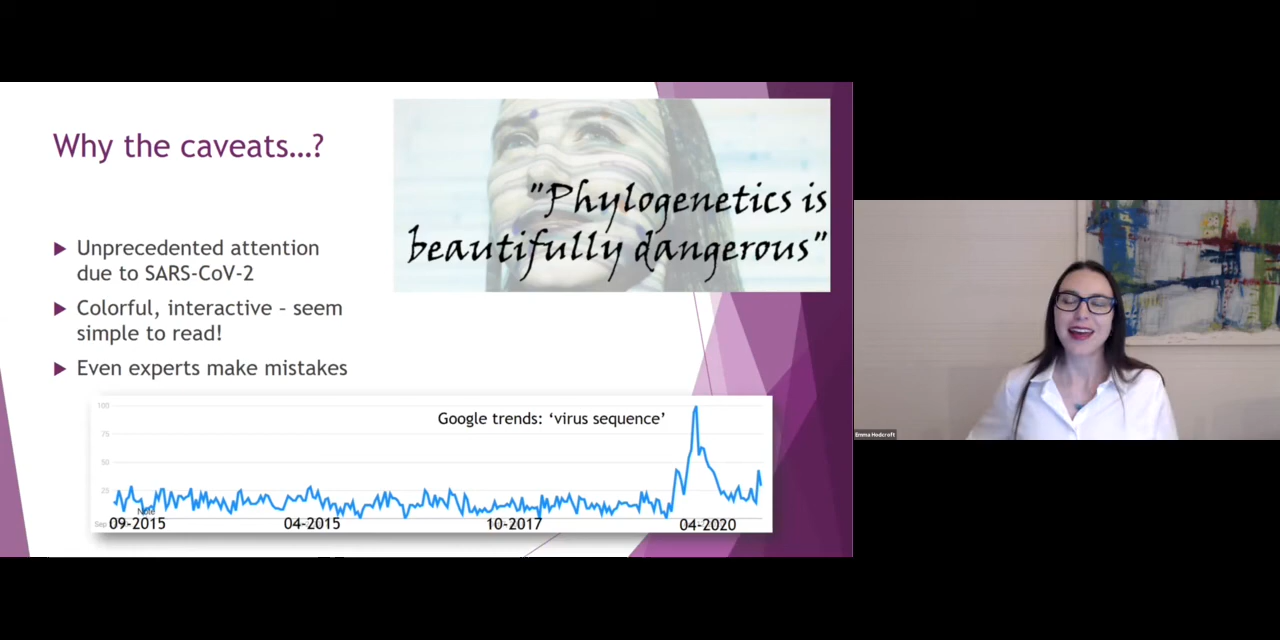 Why the caveats...?
"Phylogenetics is
beautifully dangerous"
▶ Unprecedented attention
due to SARS-CoV-2
▶ Colorful, interactive – seem
simple to read!
▶ Even experts make mistakes
Google trends: ‘virus sequence’
100
75
50
25
Note
Sep
09-2015
04-2015
10-2017
04-2020
Emma Hodcroft